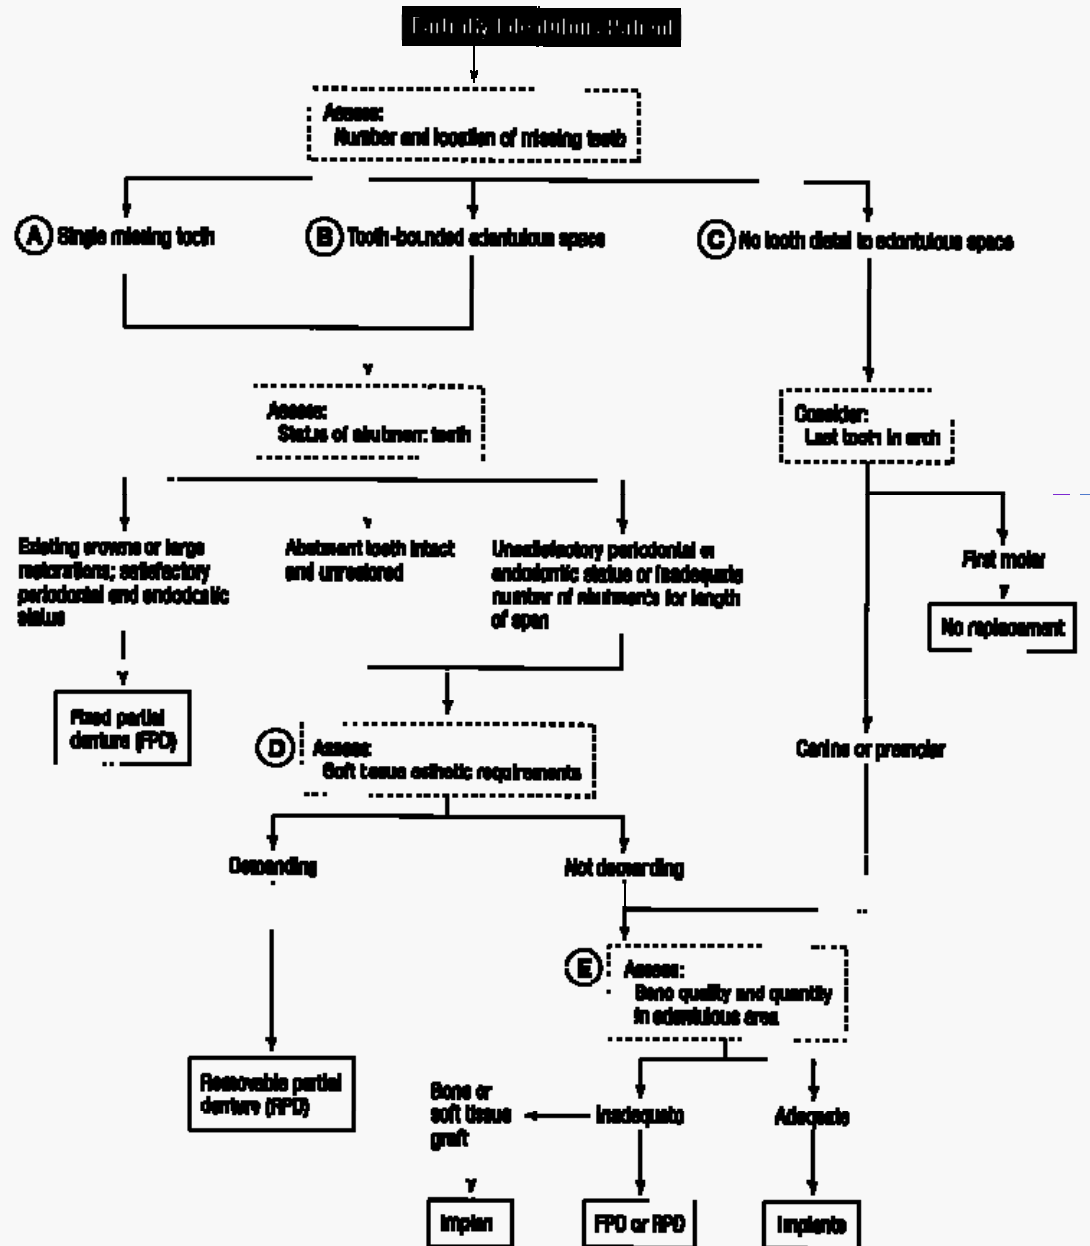 Partially Edentulous Patient
Assess:
Number and location of missing teeth
A Single missing tooth
B Tooth-bounded edentulous space
C No tooth distal to edentulous space
Assess:
Status of abutment teeth
Consider:
Last tooth in arch
Existing crowns or large
restorations; satisfactory
periodontal and endodontic
status
Abutment teeth intact
and unrestored
Unsatisfactory periodontal or
endodontic status or inadequate
number of abutments for length
of span
First molar
No replacement
Fixed partial
denture (FPD)
D Assess:
Soft tissue esthetic requirements
Canine or premolar
Demanding
Not demanding
E Assess:
Bone quality and quantity
in edentulous area
Removable partial
denture (RPD)
Bone or
soft tissue
graft
Inadequate
Adequate
Implan
FPD or RPD
Implants